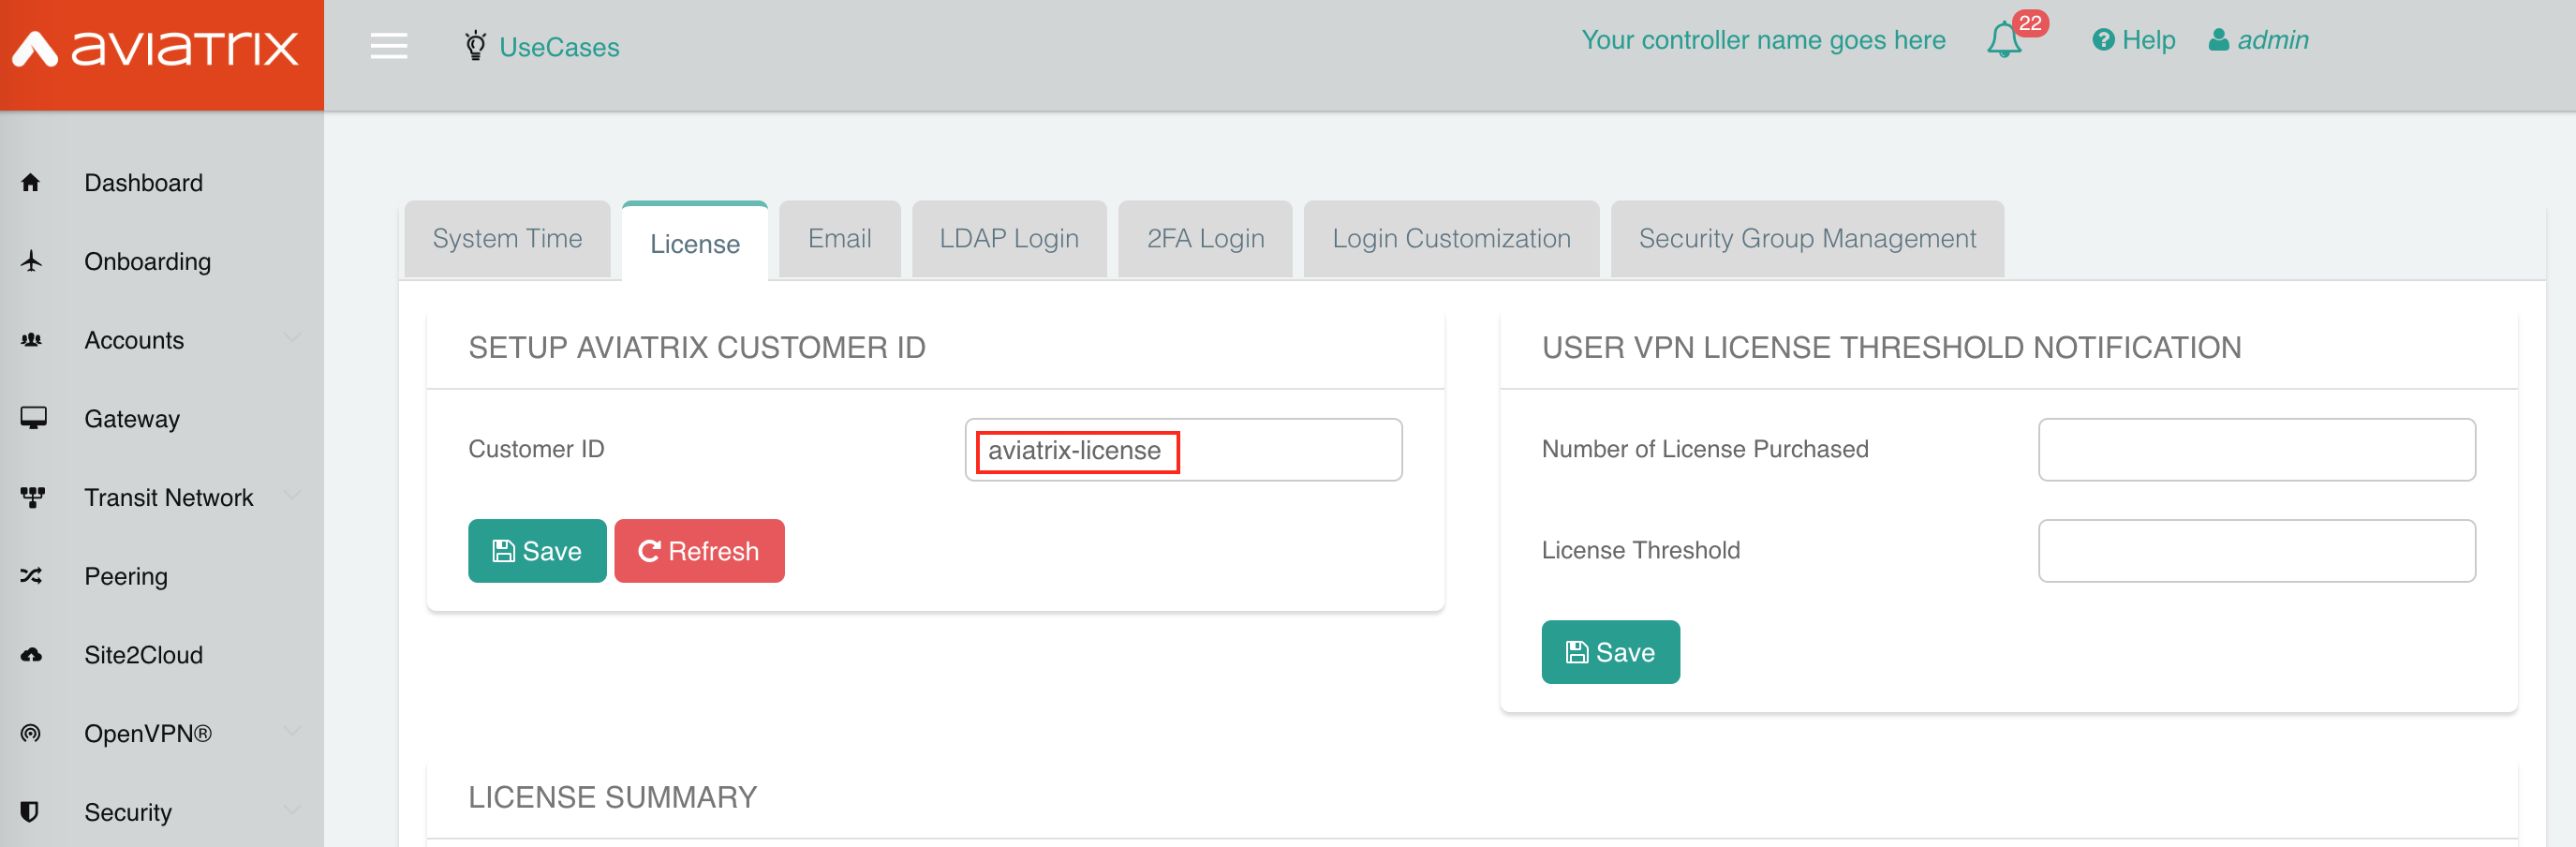 aviatrix
UseCases
Your controller name goes here
22
Help
admin
Dashboard
Onboarding
Accounts
Gateway
Transit Network
Peering
Site2Cloud
OpenVPN®
Security
System Time
License
Email
LDAP Login
2FA Login
Login Customization
Security Group Management
SETUP AVIATRIX CUSTOMER ID
Customer ID
aviatrix-license
Save
Refresh
USER VPN LICENSE THRESHOLD NOTIFICATION
Number of License Purchased
License Threshold
Save
LICENSE SUMMARY